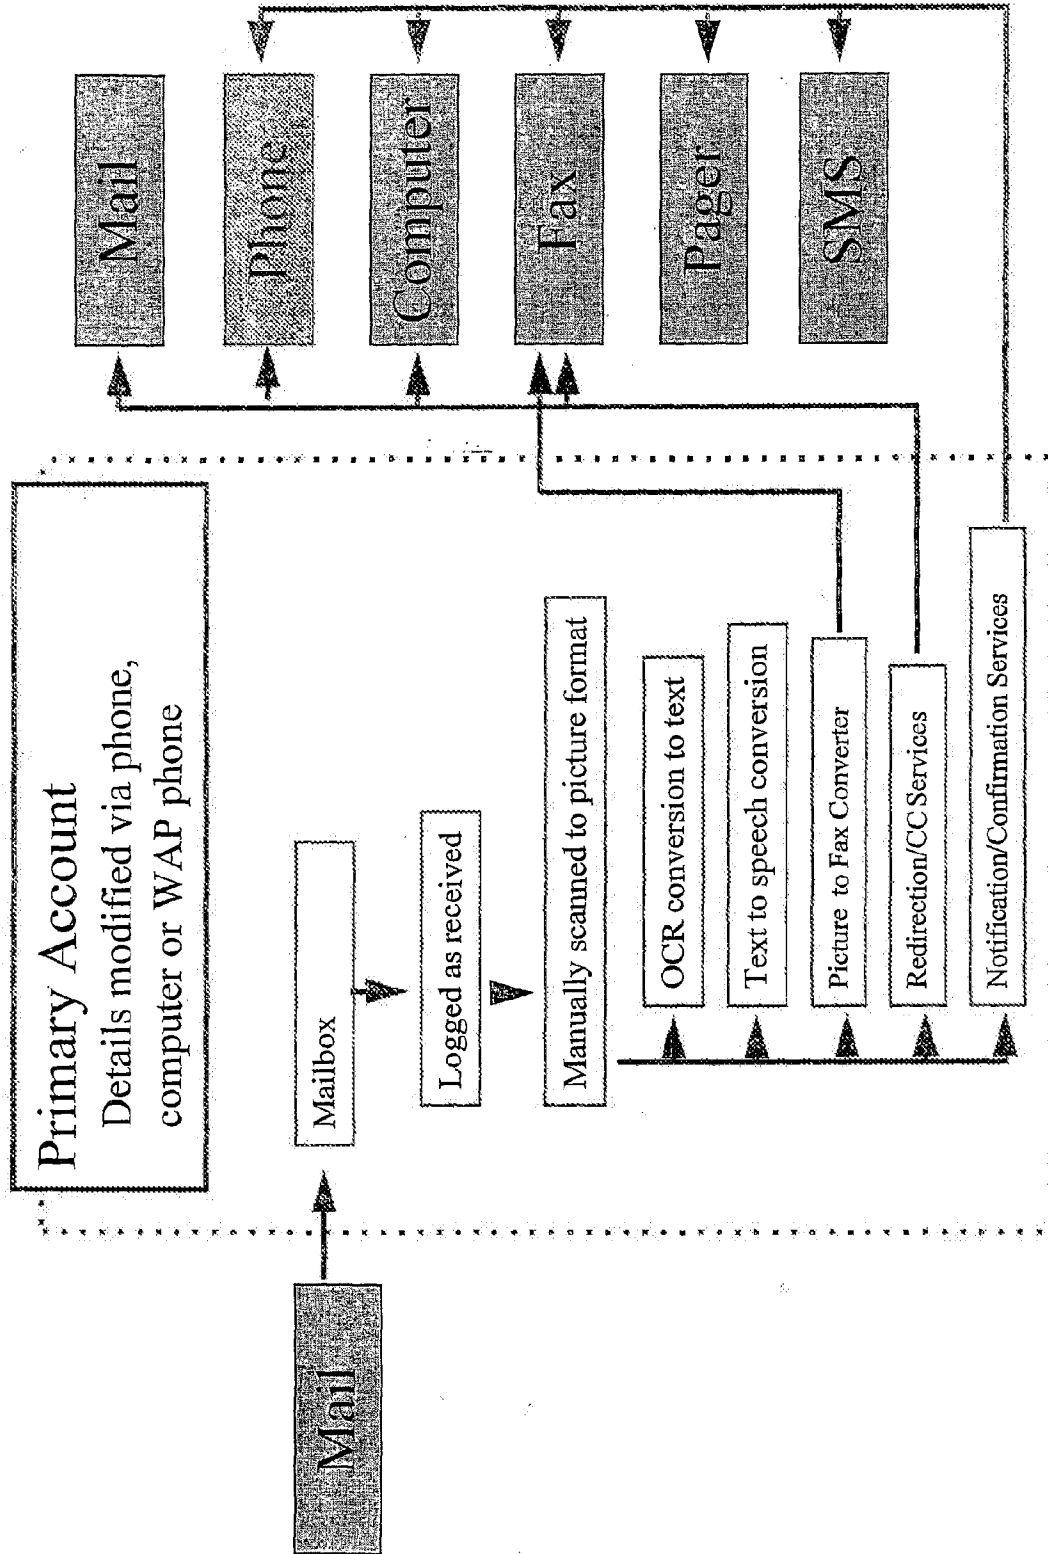 Primary Account
Details modified via phone,
computer or WAP phone
Mail
Mailbox
Logged as received
Manually scanned to picture format
OCR conversion to text
Text to speech conversion
Picture to Fax Converter
Redirection/CC Services
Notification/Confirmation Services
Mail
Phone
Computer
Fax
Pager
SMS